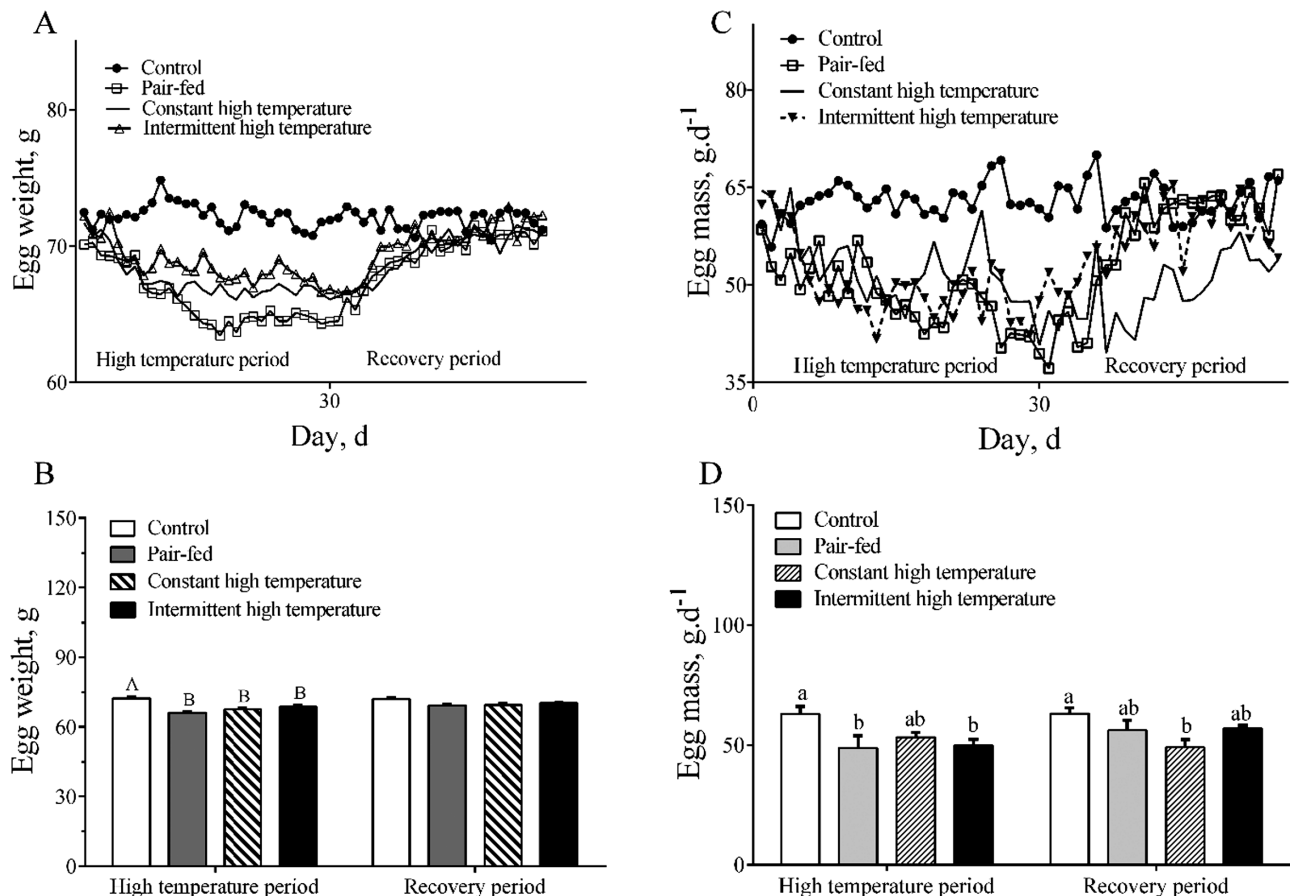 A
Control
Pair-fed
Constant high temperature
Intermittent high temperature
80
70
60
Egg weight, g
High temperature period
Recovery period
30
Day, d
C
Control
Pair-fed
Constant high temperature
Intermittent high temperature
80
65
50
35
Egg mass, g.d-1
High temperature period
Recovery period
0
30
Day, d
B
Control
Pair-fed
Constant high temperature
Intermittent high temperature
150
120
90
60
30
0
Egg weight, g
A
B
B
B
High temperature period
Recovery period
D
Control
Pair-fed
Constant high temperature
Intermittent high temperature
150
100
50
0
Egg mass, g.d-1
a
b
ab
b
a
ab
b
ab
High temperature period
Recovery period